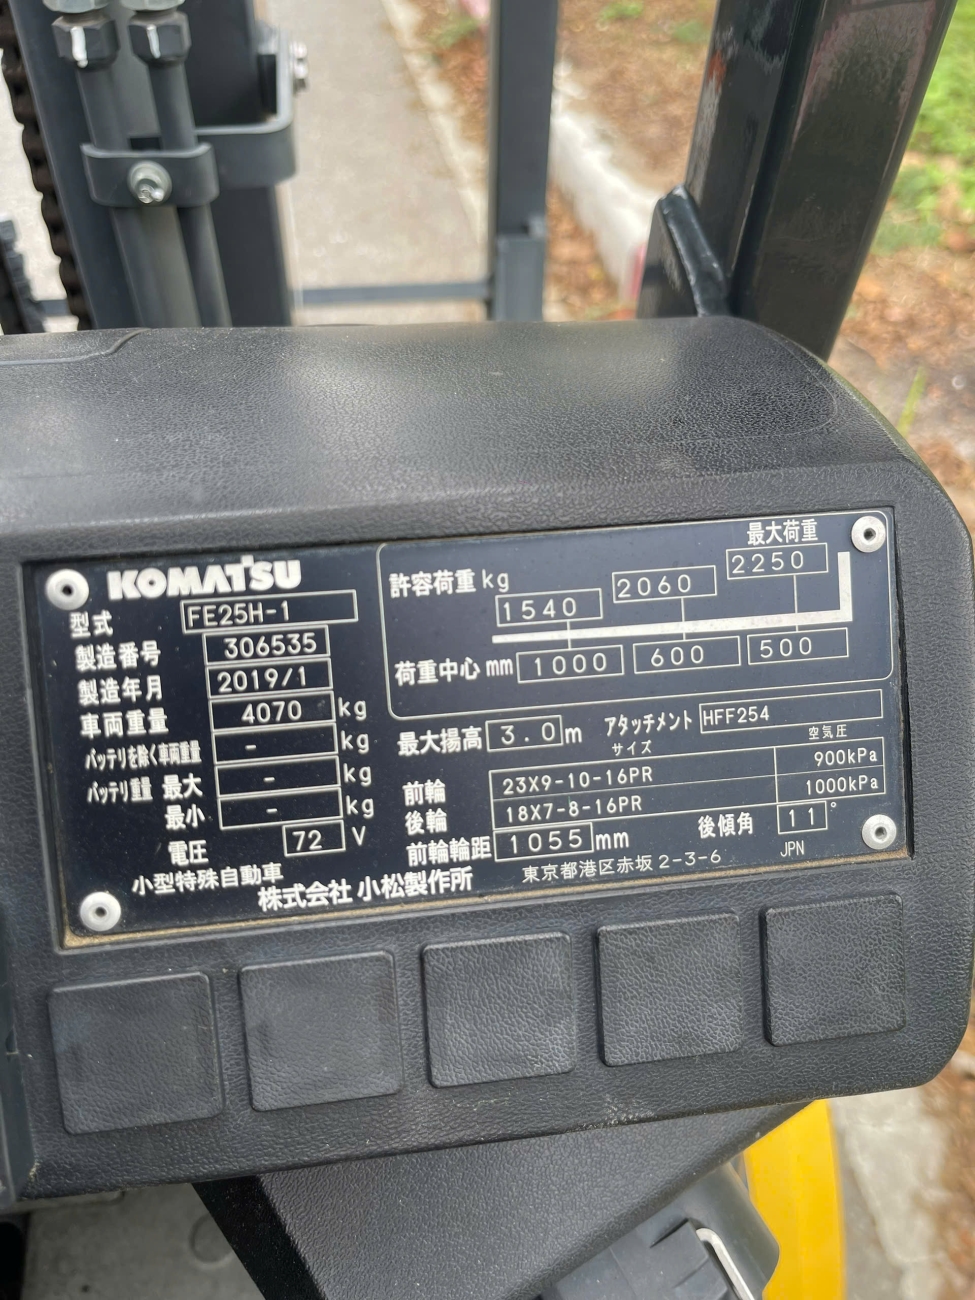 KOMATSU
型式 FE25H-1
製造番号 306535
製造年月 2019/1
車両重量 4070 kg
バッテリを除く車両重量 - kg
バッテリ重量 最大 - kg
最小 - kg
電圧 72 V
小型特殊自動車
最大荷重
許容荷重kg 1540 2060 2250
荷重中心mm 1000 600 500
最大揚高 3.0 m アタッチメント HFF254
サイズ 空気圧
前輪 23X9-10-16PR 900kPa
後輪 18X7-8-16PR 1000kPa
前輪輪距 1055 mm 後傾角 11°
株式会社 小松製作所 東京都港区赤坂 2-3-6 JPN